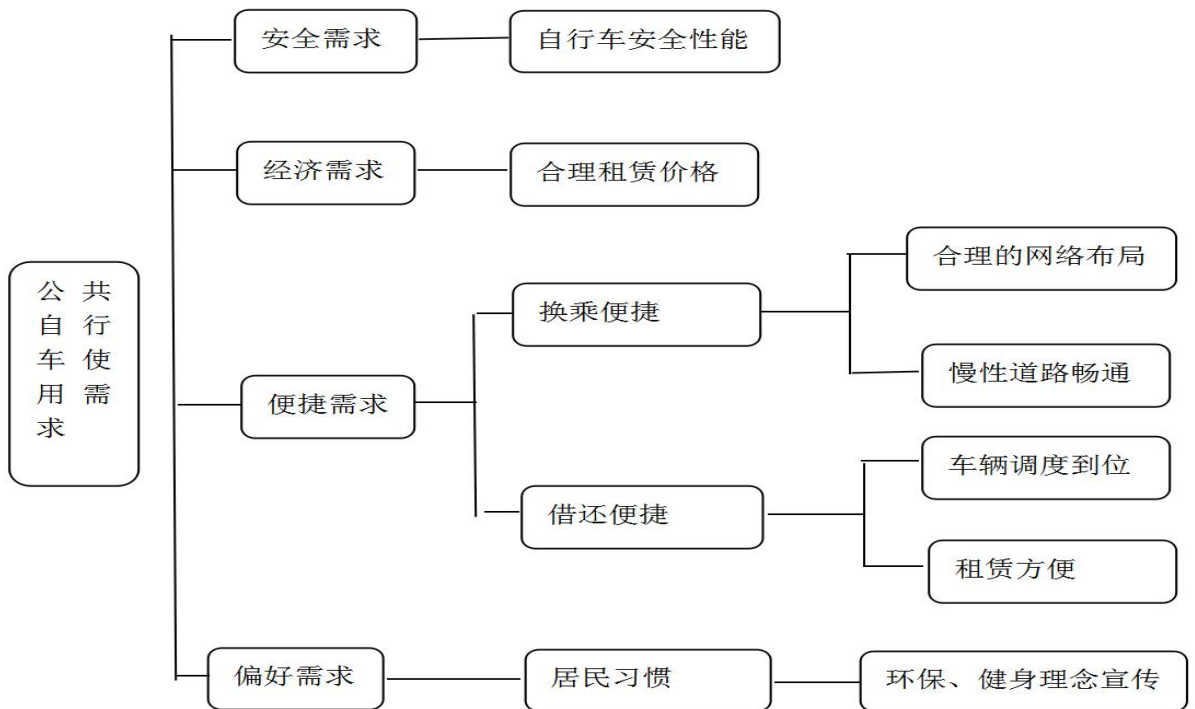 公共
自行
车使
用需
求
安全需求
自行车安全性能
经济需求
合理租赁价格
便捷需求
换乘便捷
合理的网络布局
慢性道路畅通
借还便捷
车辆调度到位
租赁方便
偏好需求
居民习惯
环保、健身理念宣传